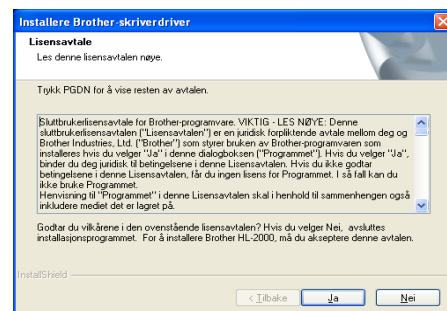 Installere Brother-skriverdriver
Lisensavtale
Les denne lisensavtalen nøye.
Trykk PGDN for å vise resten av avtalen.
Sluttbrukerlisensavtale for Brother-programvare. VIKTIG - LES NØYE: Denne
sluttbrukerlisensavtalen ("Lisensavtalen") er en juridisk forpliktende avtale mellom deg og
Brother Industries, Ltd. ("Brother") som styrer bruken av Brother-programvaren som
installeres hvis du velger "Ja" i denne dialogboksen ("Programmet"). Hvis du velger "Ja",
binder du deg juridisk til betingelsene i denne Lisensavtalen. Hvis du ikke godtar
betingelsene i denne Lisensavtalen, får du ingen lisens for Programmet. I så fall kan du
ikke bruke Programmet.
Henvisning til "Programmet" i denne Lisensavtalen skal i henhold til sammenhengen også
inkludere mediet det er lagret på.
Godtar du vilkårene i den ovenstående lisensavtalen? Hvis du velger Nei, avsluttes
installasjonsprogrammet. For å installere Brother HL-2000, må du akseptere denne avtalen.
InstallShield
< Tilbake
Ja
Nei